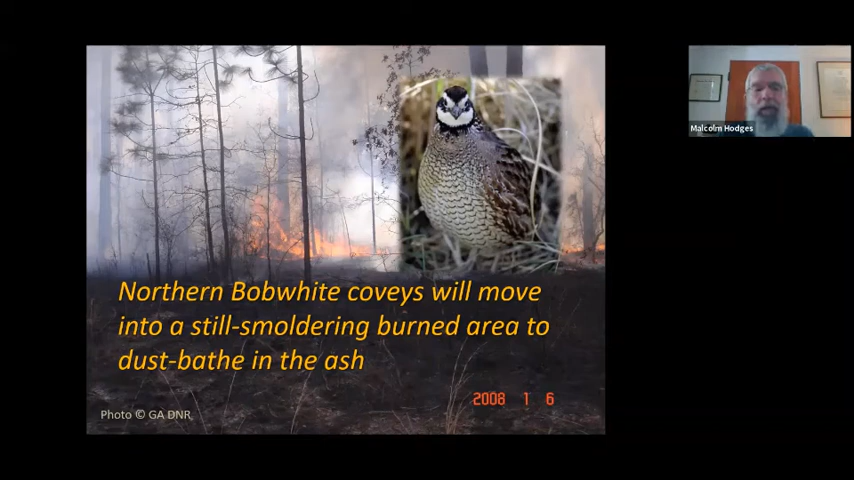 Northern Bobwhite coveys will move
into a still-smoldering burned area to
dust-bathe in the ash
2008 1 6
Photo © GA DNR
Malcolm Hodges